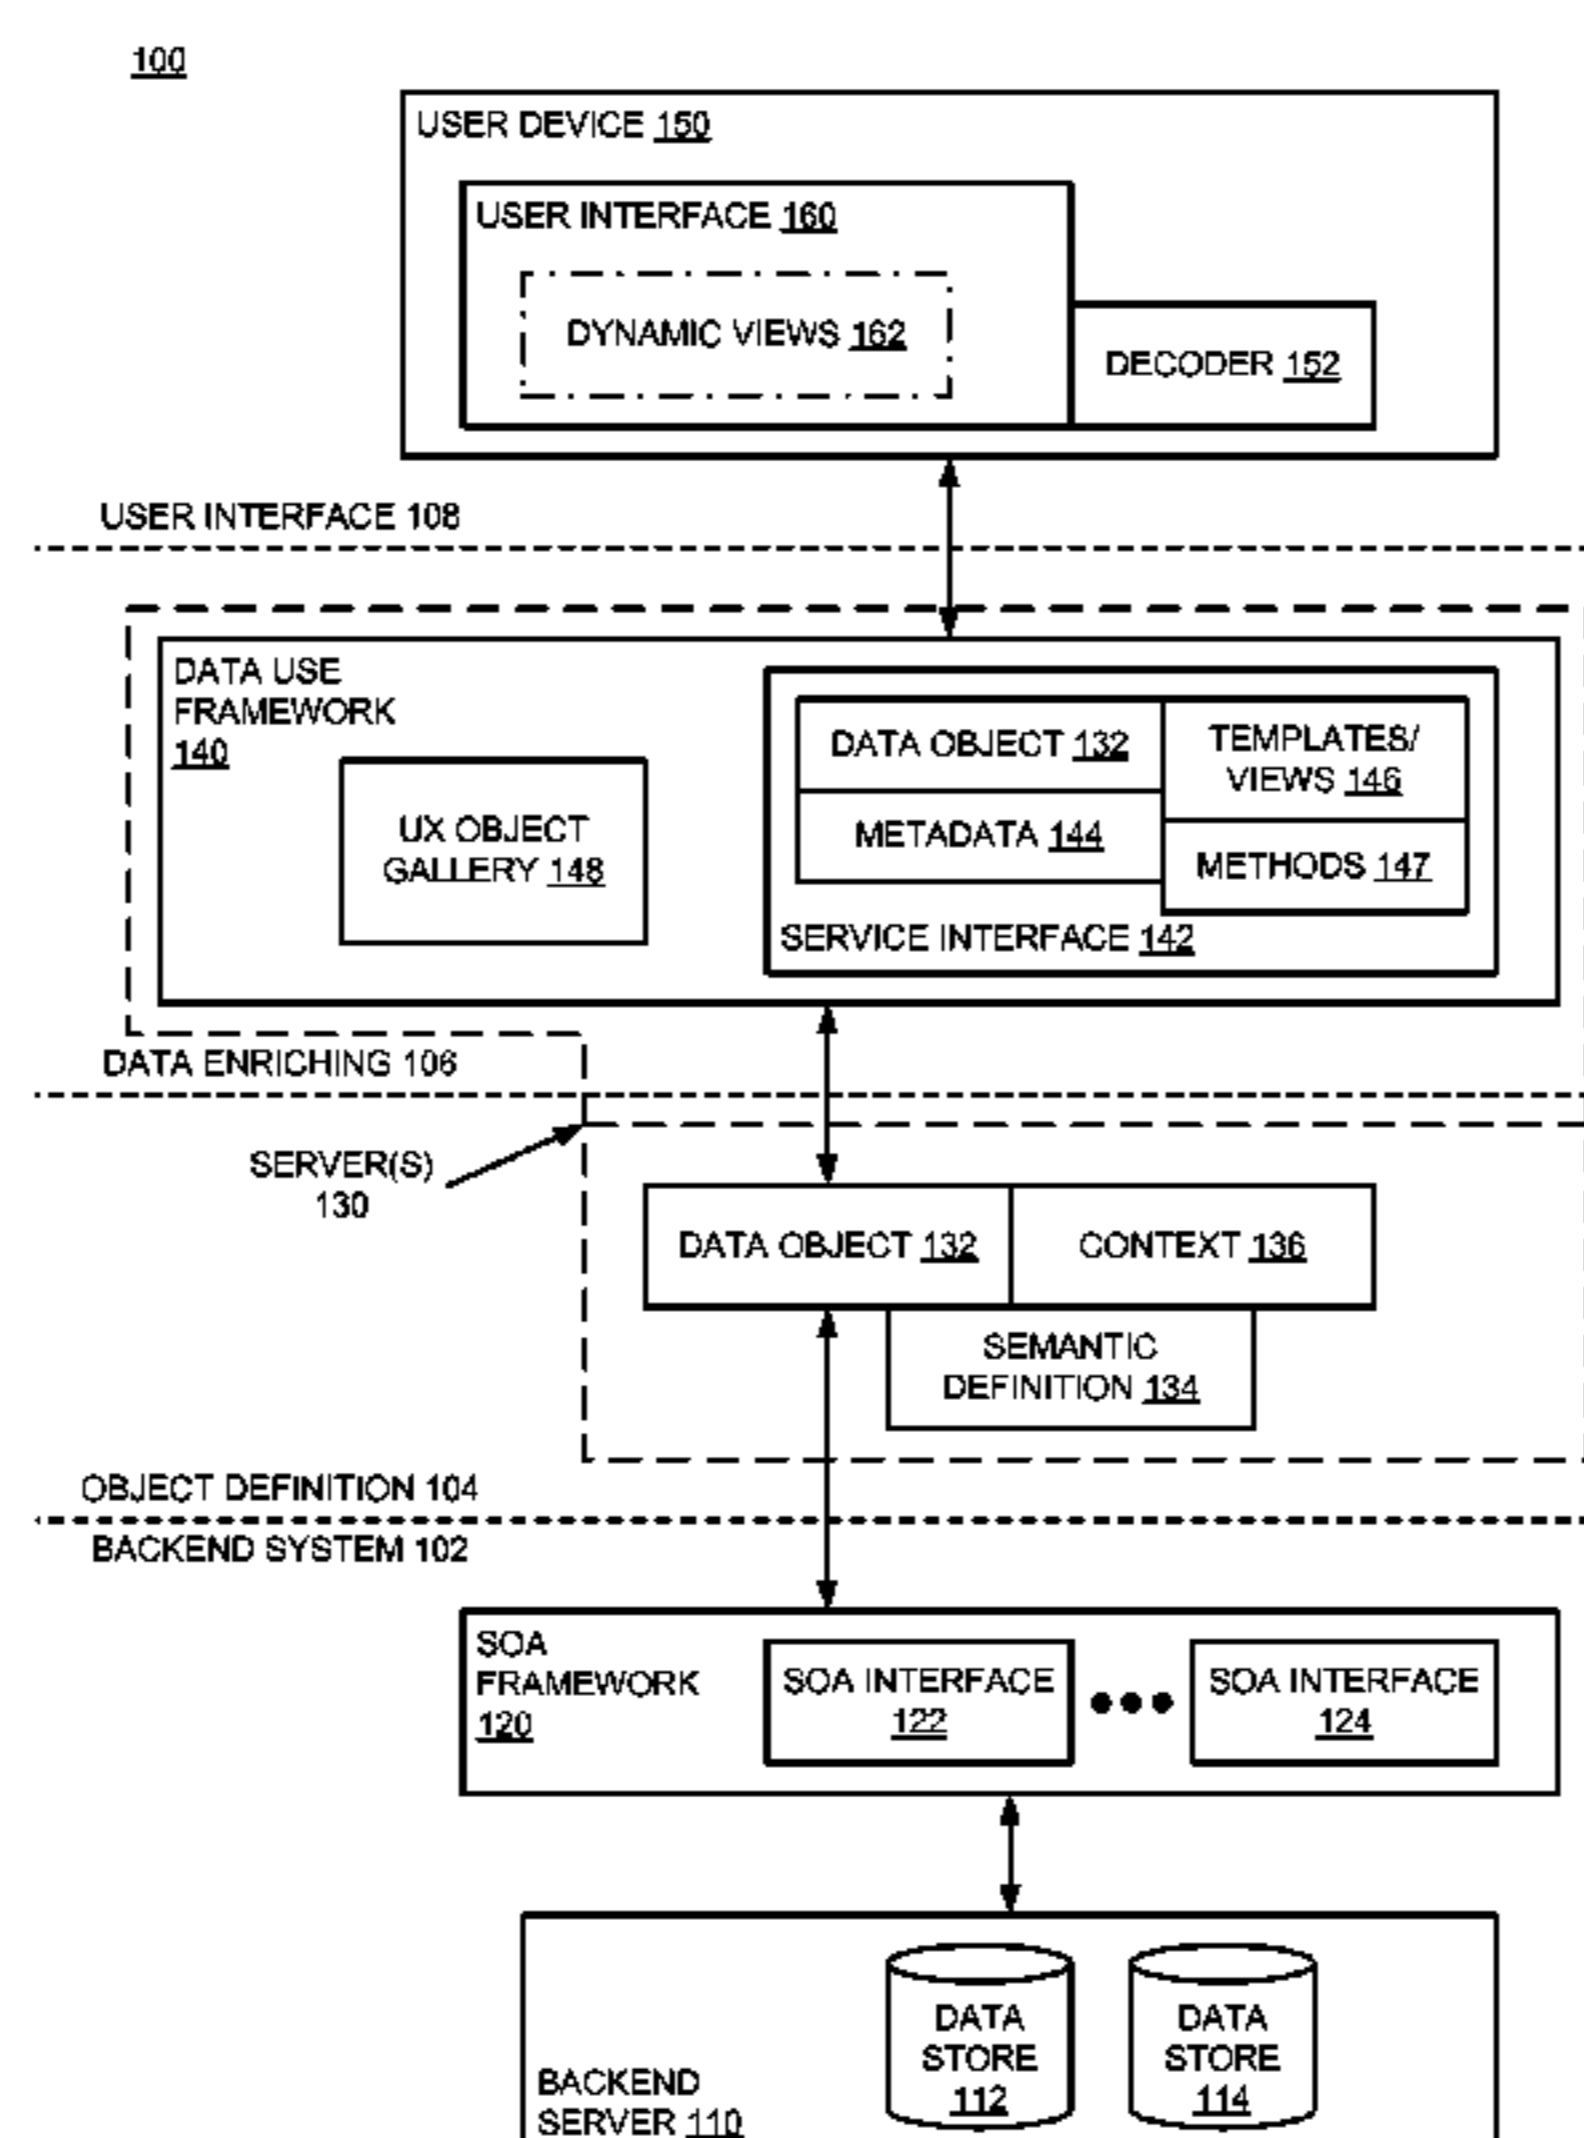 100
USER DEVICE 150
USER INTERFACE 160
DYNAMIC VIEWS 162
DECODER 152
USER INTERFACE 108
DATA USE
FRAMEWORK
140
UX OBJECT
GALLERY 148
DATA OBJECT 132
METADATA 144
TEMPLATES/
VIEWS 146
METHODS 147
SERVICE INTERFACE 142
DATA ENRICHING 106
SERVER(S)
130
DATA OBJECT 132
CONTEXT 136
SEMANTIC
DEFINITION 134
OBJECT DEFINITION 104
BACKEND SYSTEM 102
SOA
FRAMEWORK
120
SOA INTERFACE
122
SOA INTERFACE
124
DATA
STORE
112
DATA
STORE
114
BACKEND
SERVER 110